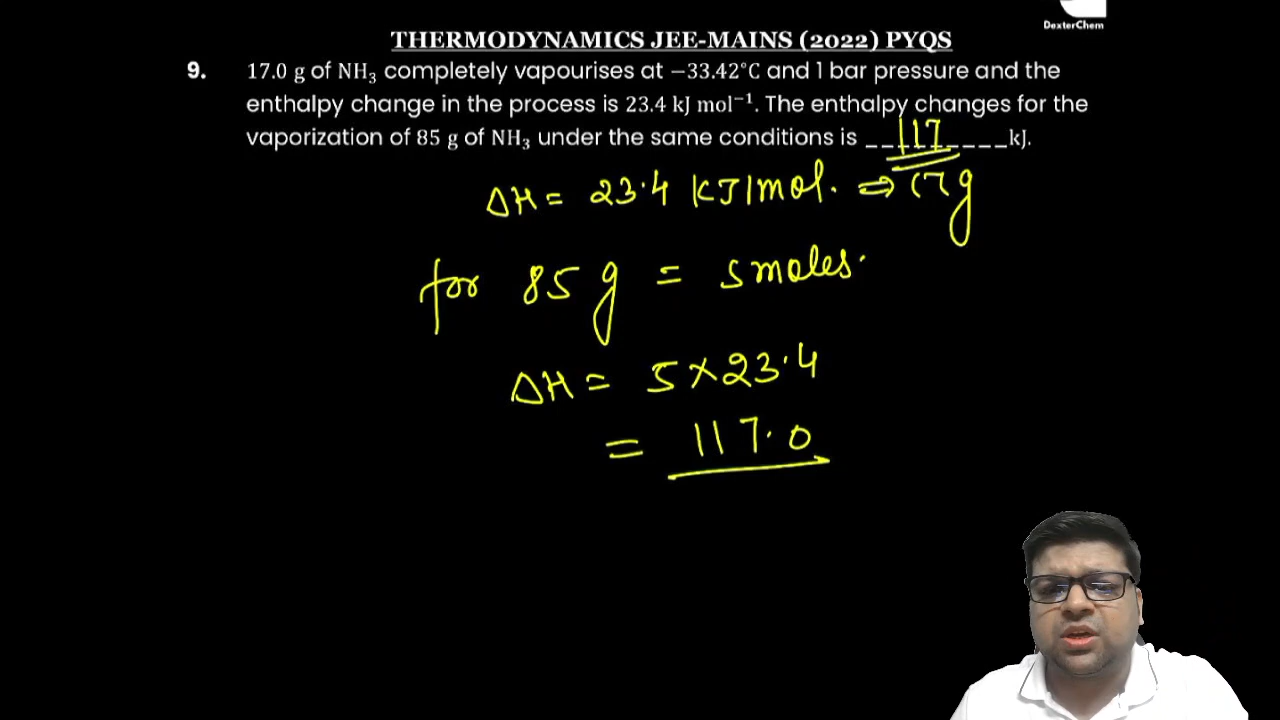 DexterChem
THERMODYNAMICS JEE-MAINS (2022) PYQS
9. 17.0 g of NH₃ completely vapourises at −33.42°C and 1 bar pressure and the
enthalpy change in the process is 23.4 kJ mol⁻¹. The enthalpy changes for the
vaporization of 85 g of NH₃ under the same conditions is __117____kJ.
ΔH = 23.4 KJ/mol. ⇒ 17g
for 85 g = 5 moles.
ΔH = 5×23.4
= 117.0